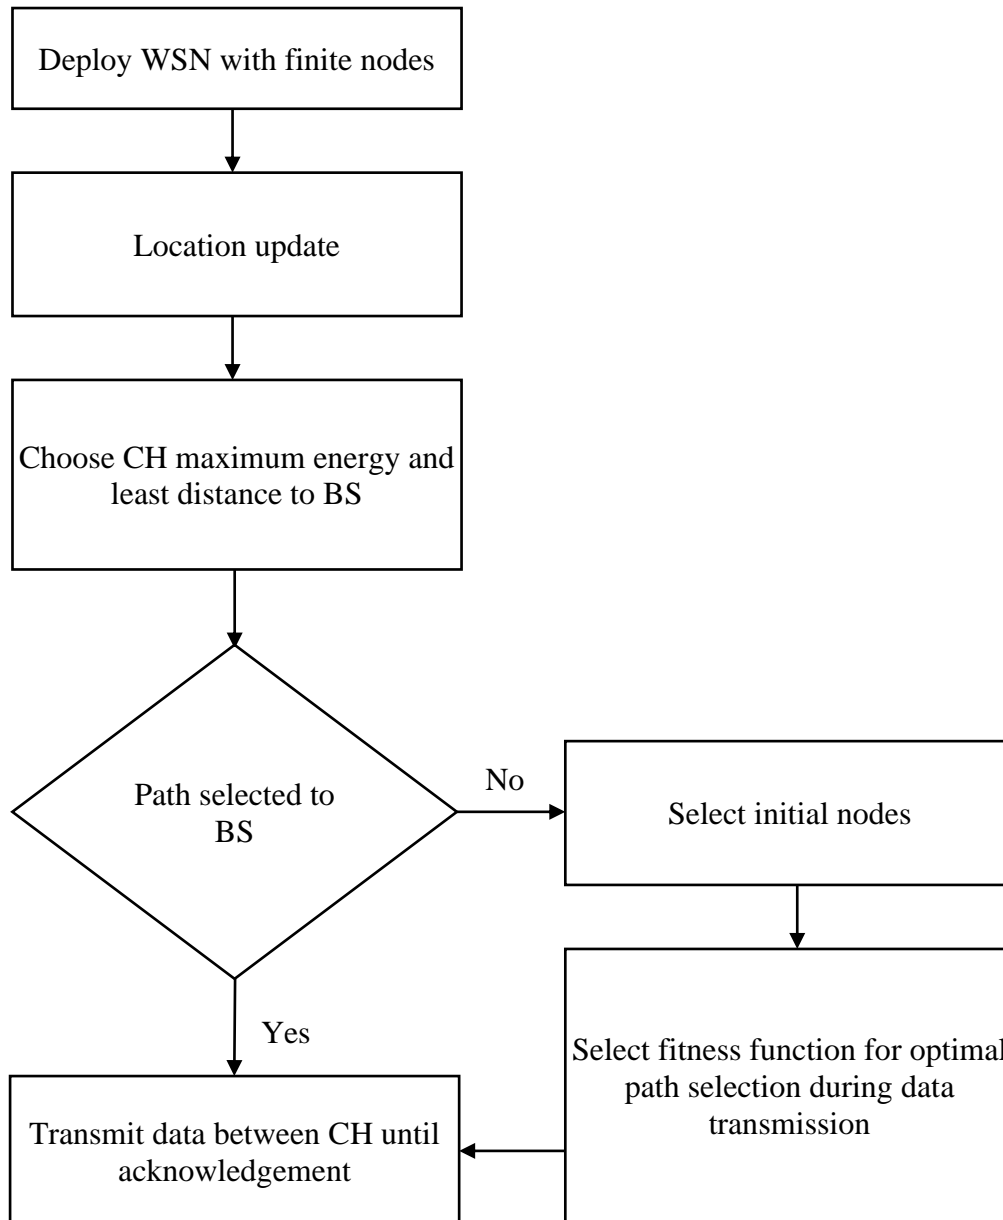 Deploy WSN with finite nodes
Location update
Choose CH maximum energy and
least distance to BS
Path selected to
BS
No
Select initial nodes
Yes
Select fitness function for optimal
path selection during data
transmission
Transmit data between CH until
acknowledgement